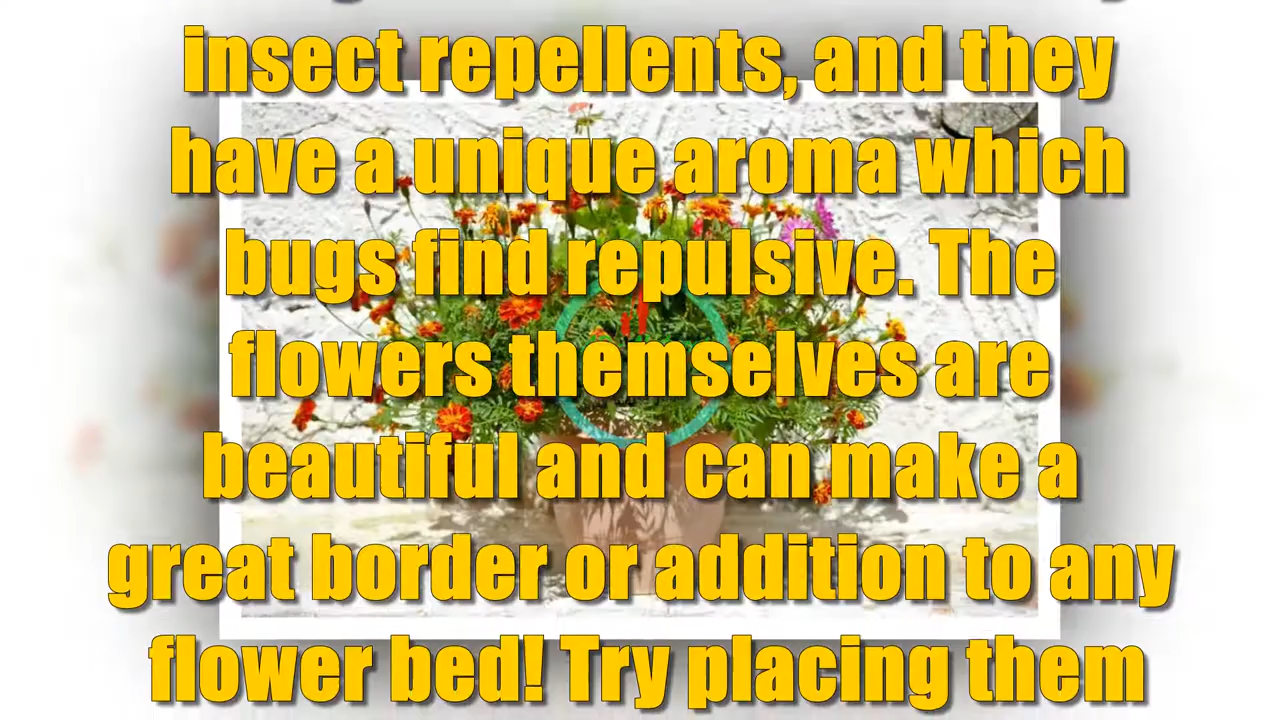 insect repellents, and they
have a unique aroma which
bugs find repulsive. The
flowers themselves are
beautiful and can make a
great border or addition to any
flower bed! Try placing them